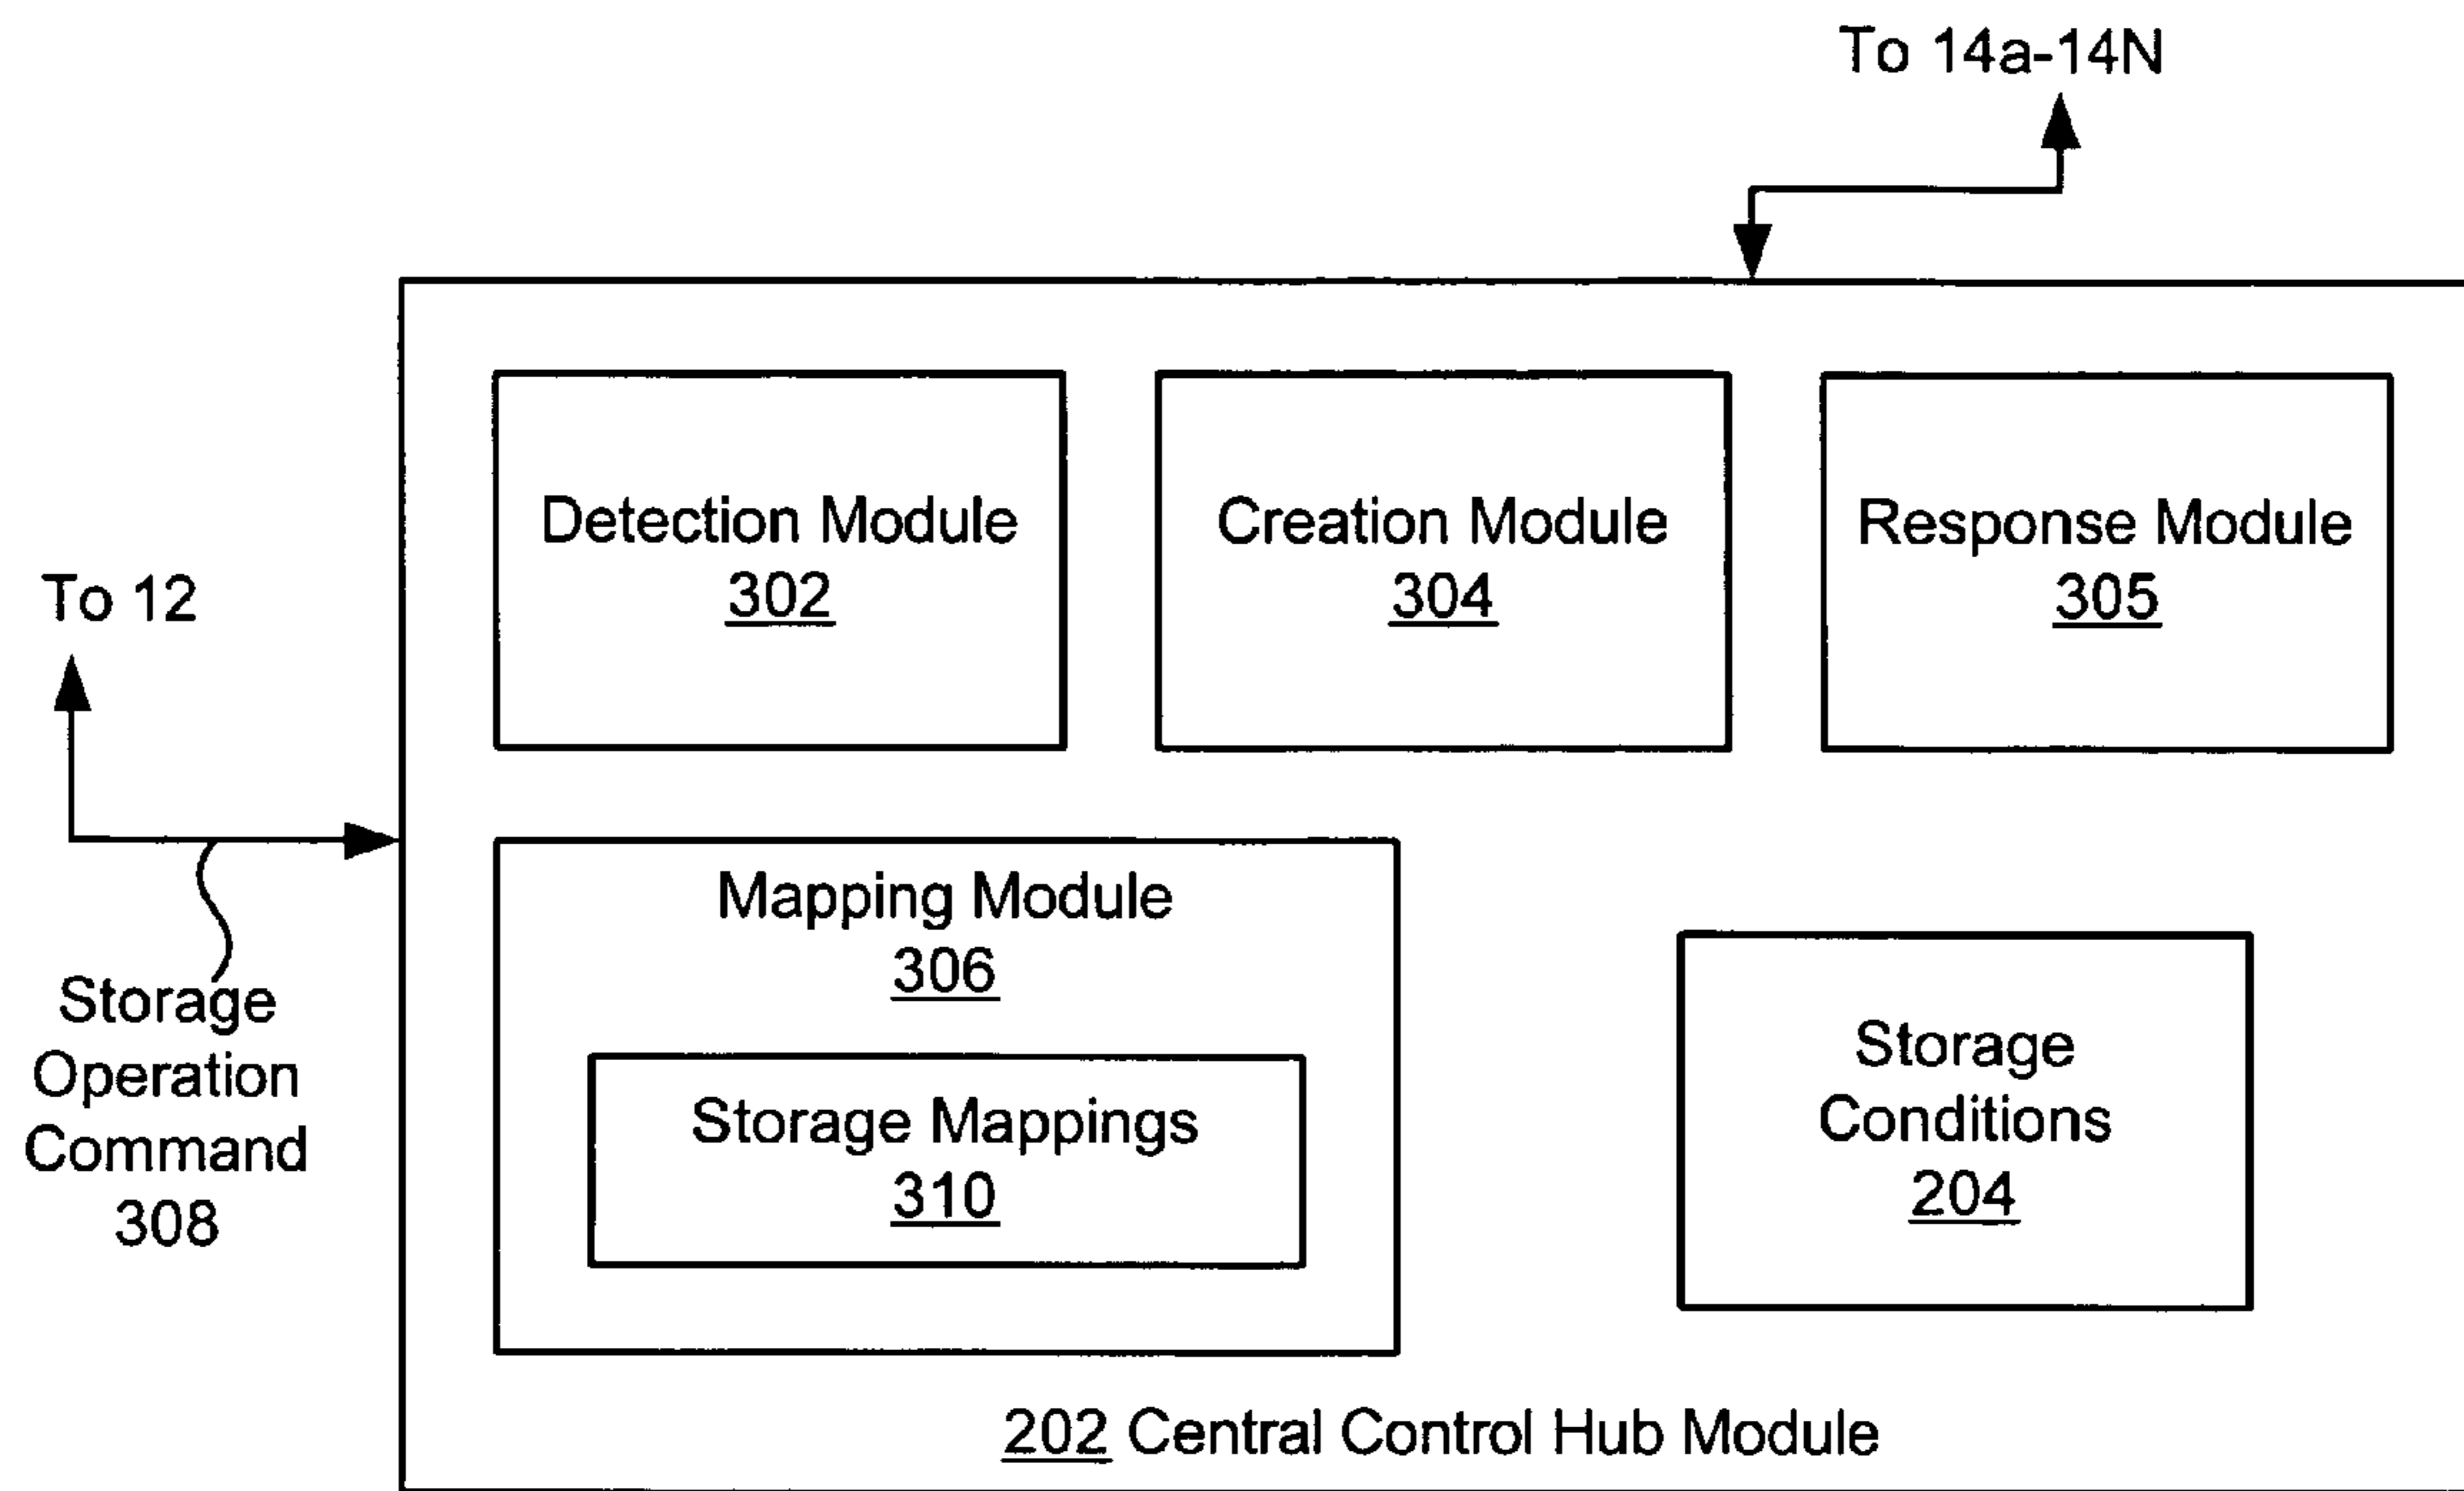 To 14a-14N
Detection Module
302
Creation Module
304
Response Module
305
To 12
Storage
Operation
Command
308
Mapping Module
306
Storage Mappings
310
Storage
Conditions
204
202 Central Control Hub Module